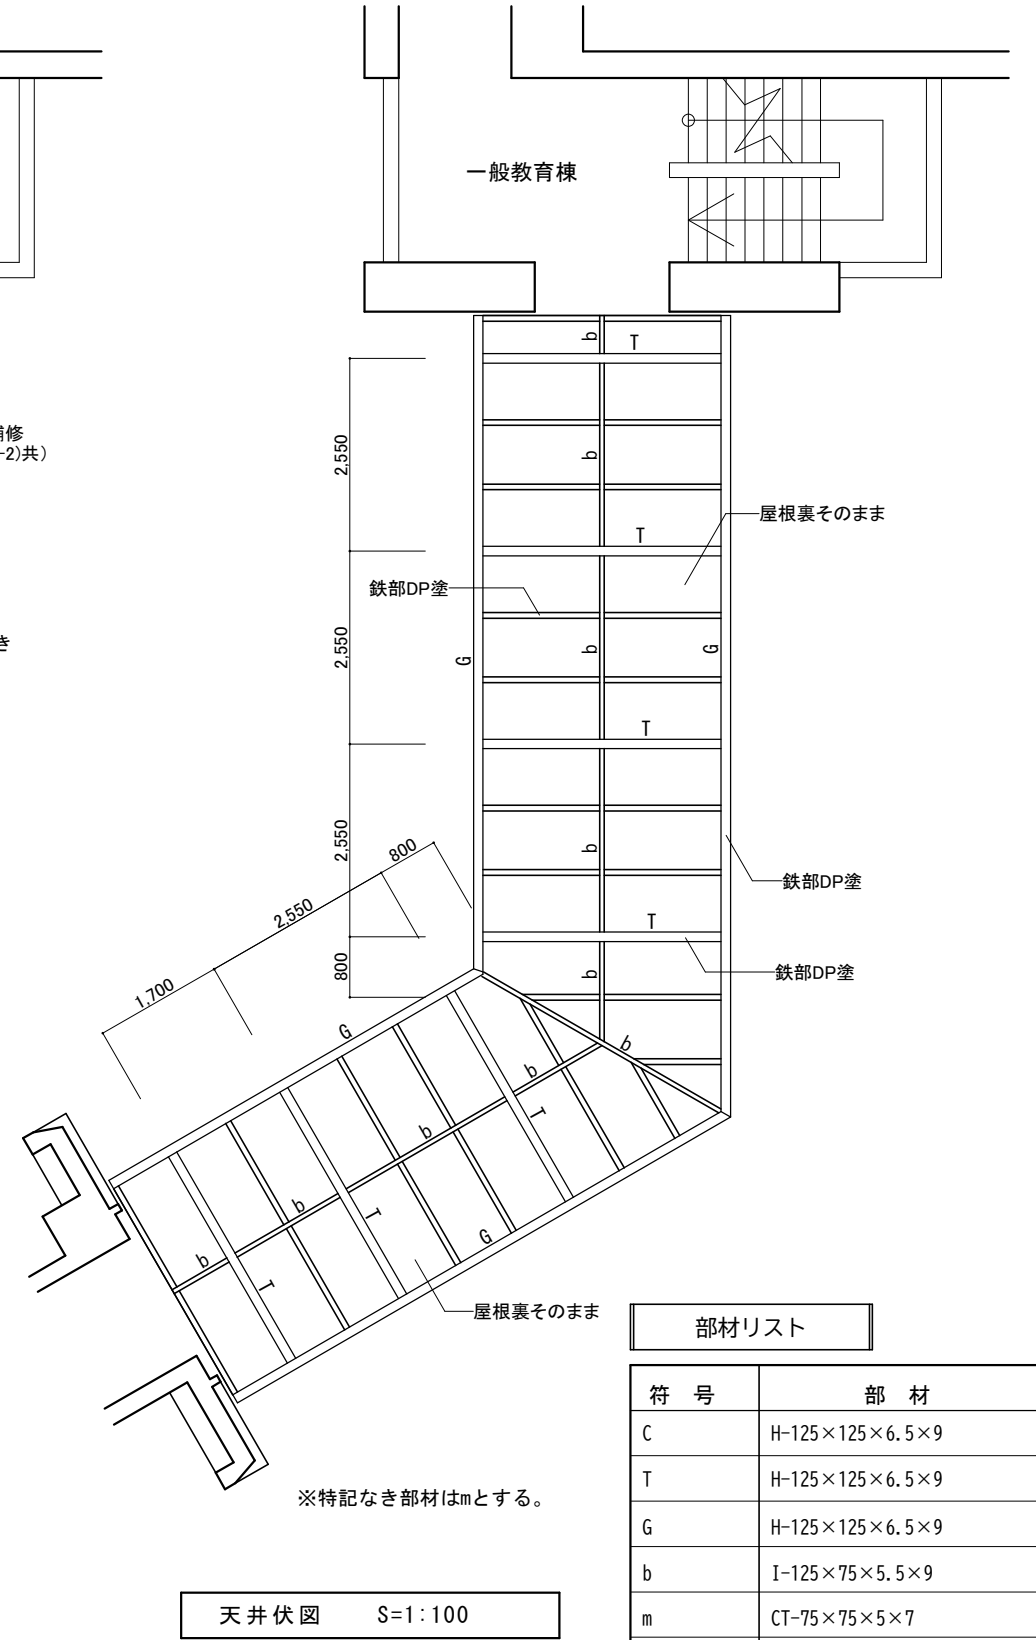 一般教育棟
b
T
補修
-2)共)
2,550
b
屋根裏そのまま
T
鉄部DP塗
き
2,550
G
b
G
T
2,550
800
b
鉄部DP塗
2,550
T
1,700
800
b
鉄部DP塗
G
b
b
T
b
b
T
G
b
T
屋根裏そのまま
部材リスト
符 号 部 材
C H-125×125×6.5×9
T H-125×125×6.5×9
G H-125×125×6.5×9
b I-125×75×5.5×9
m CT-75×75×5×7
※特記なき部材はmとする。
天井伏図 S=1:100